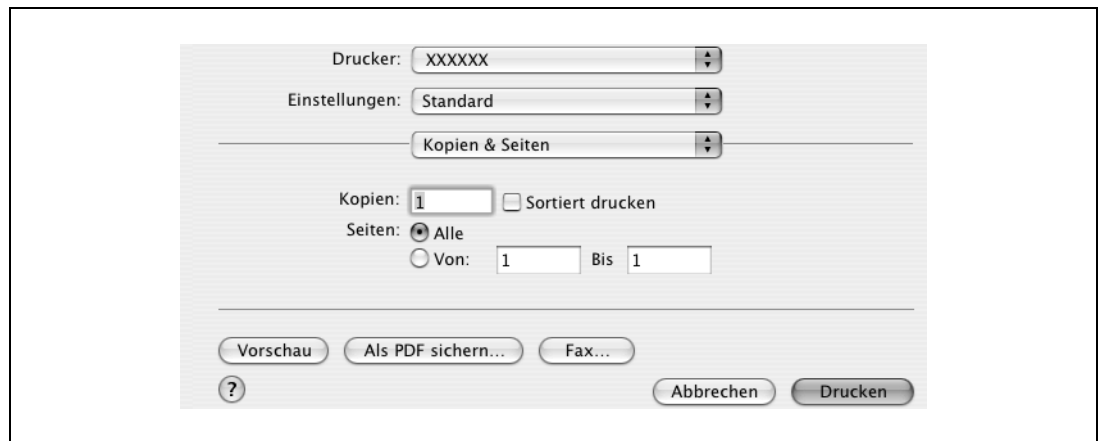 Drucker: XXXXXX
Einstellungen: Standard
Kopien & Seiten
Kopien: 1 Sortiert drucken
Seiten: Alle
Von: 1 Bis 1
Vorschau Als PDF sichern... Fax...
? Abbrechen Drucken